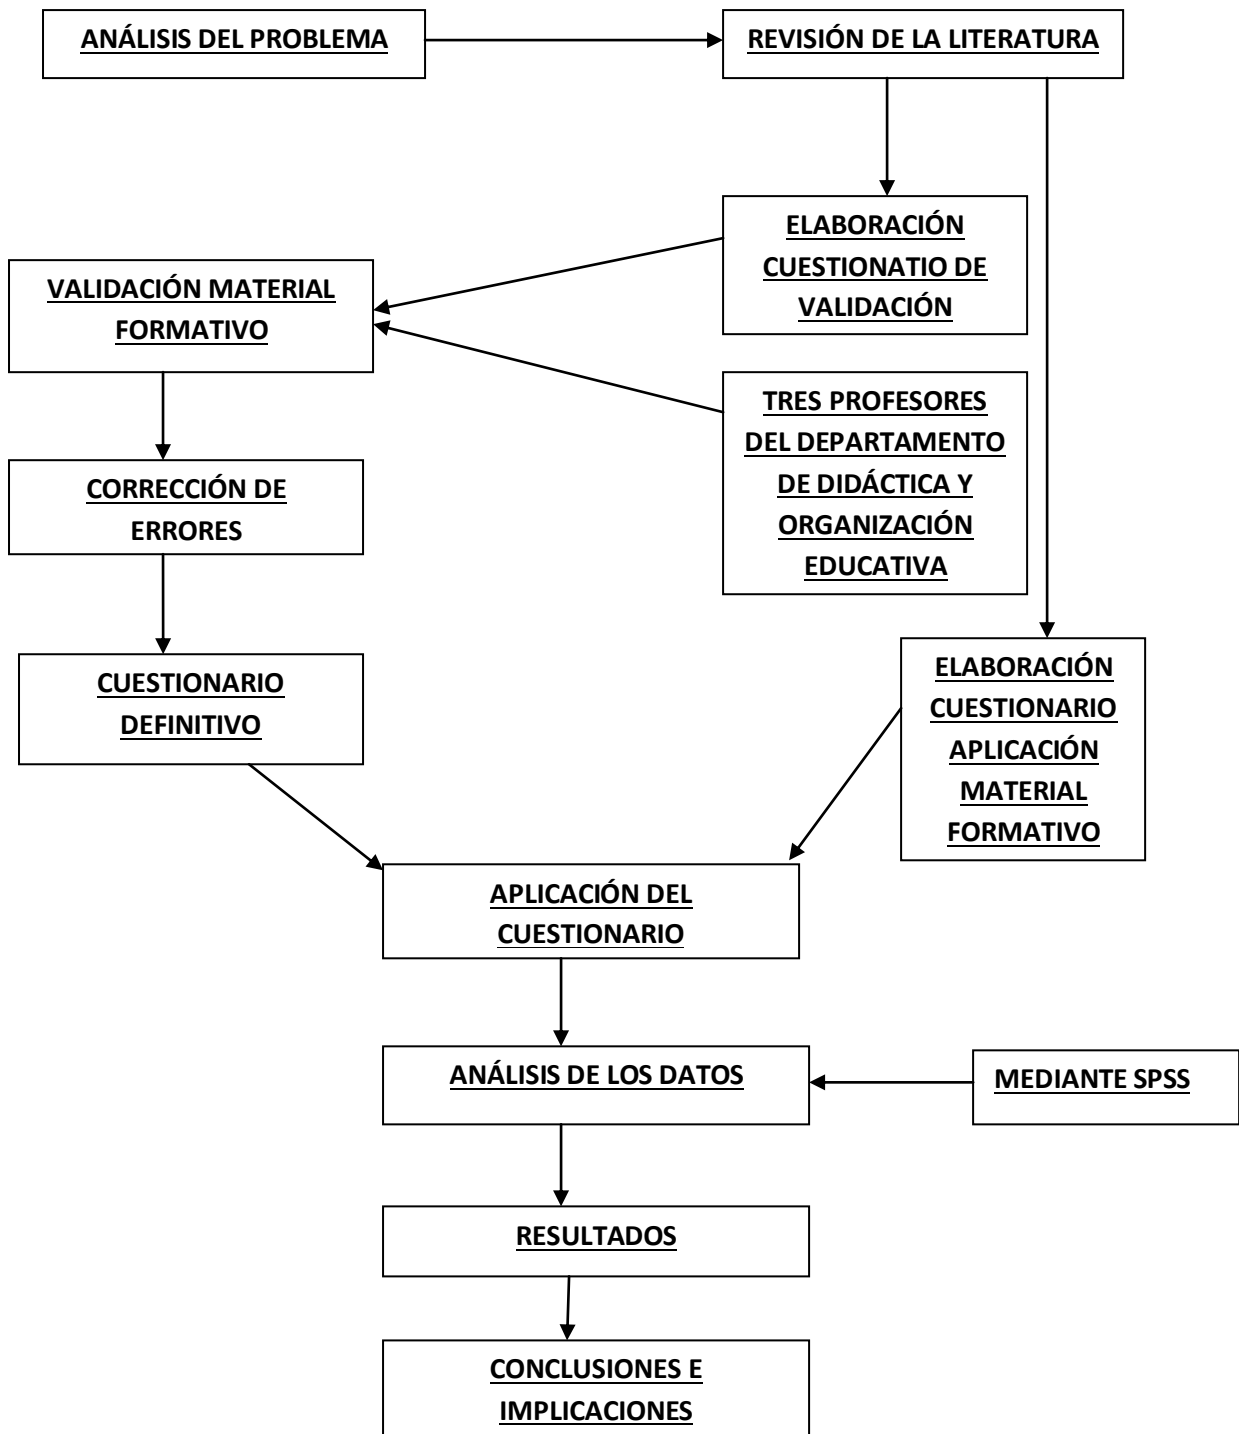 ANÁLISIS DEL PROBLEMA
REVISIÓN DE LA LITERATURA
ELABORACIÓN
CUESTIONATIO DE
VALIDACIÓN
VALIDACIÓN MATERIAL
FORMATIVO
TRES PROFESORES
DEL DEPARTAMENTO
DE DIDÁCTICA Y
ORGANIZACIÓN
EDUCATIVA
CORRECCIÓN DE
ERRORES
CUESTIONARIO
DEFINITIVO
ELABORACIÓN
CUESTIONARIO
APLICACIÓN
MATERIAL
FORMATIVO
APLICACIÓN DEL
CUESTIONARIO
ANÁLISIS DE LOS DATOS
MEDIANTE SPSS
RESULTADOS
CONCLUSIONES E
IMPLICACIONES